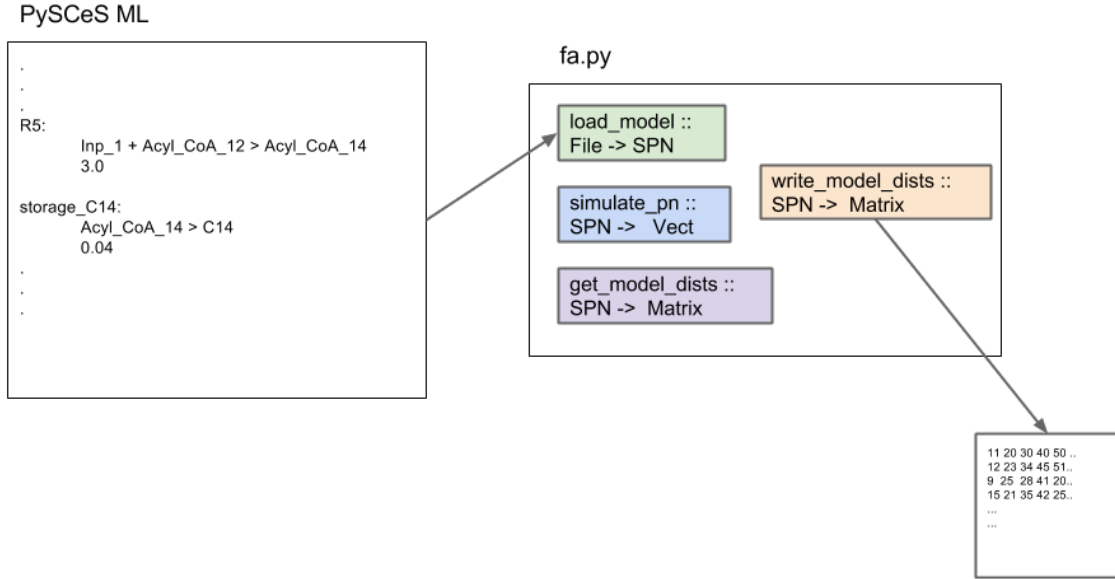 PySCeS ML
.
.
.
R5:
Inp_1 + Acyl_CoA_12 > Acyl_CoA_14
3.0
storage_C14:
Acyl_CoA_14 > C14
0.04
.
.
.
fa.py
load_model ::
File -> SPN
simulate_pn ::
SPN -> Vect
get_model_dists ::
SPN -> Matrix
write_model_dists ::
SPN -> Matrix
11 20 30 40 50 ..
12 23 34 45 51..
9 25 28 41 20..
15 21 35 42 25..
...
...